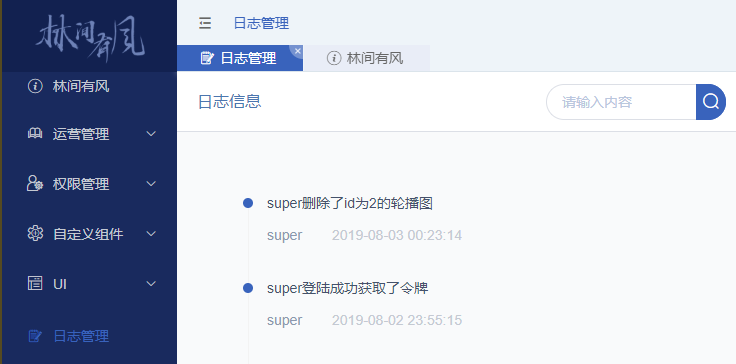 林间有风
日志管理
日志管理
林间有风
林间有风
日志信息
请输入内容
运营管理
权限管理
自定义组件
UI
日志管理
super删除了id为2的轮播图
super 2019-08-03 00:23:14
super登陆成功获取了令牌
super 2019-08-02 23:55:15